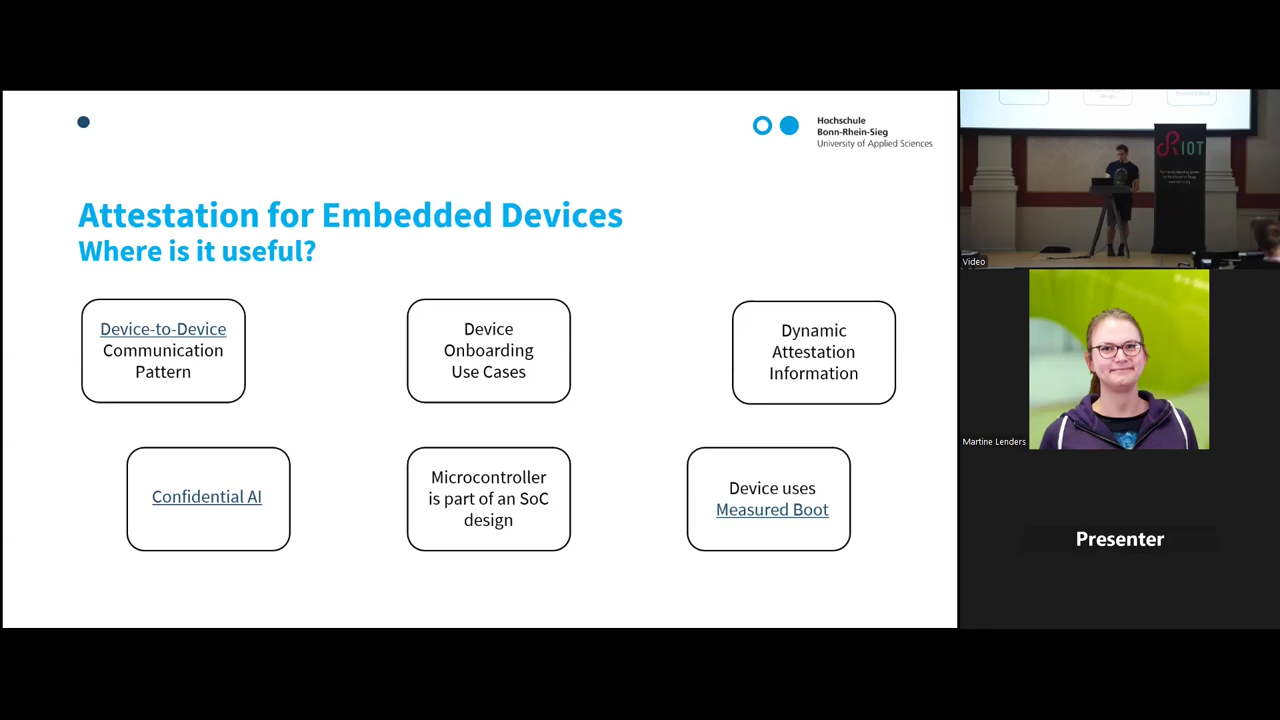 Hochschule
Bonn-Rhein-Sieg
University of Applied Sciences
Attestation for Embedded Devices
Where is it useful?
Device-to-Device
Communication
Pattern
Device
Onboarding
Use Cases
Dynamic
Attestation
Information
Confidential AI
Microcontroller
is part of an SoC
design
Device uses
Measured Boot
RIOT
Video
Martine Lenders
Presenter